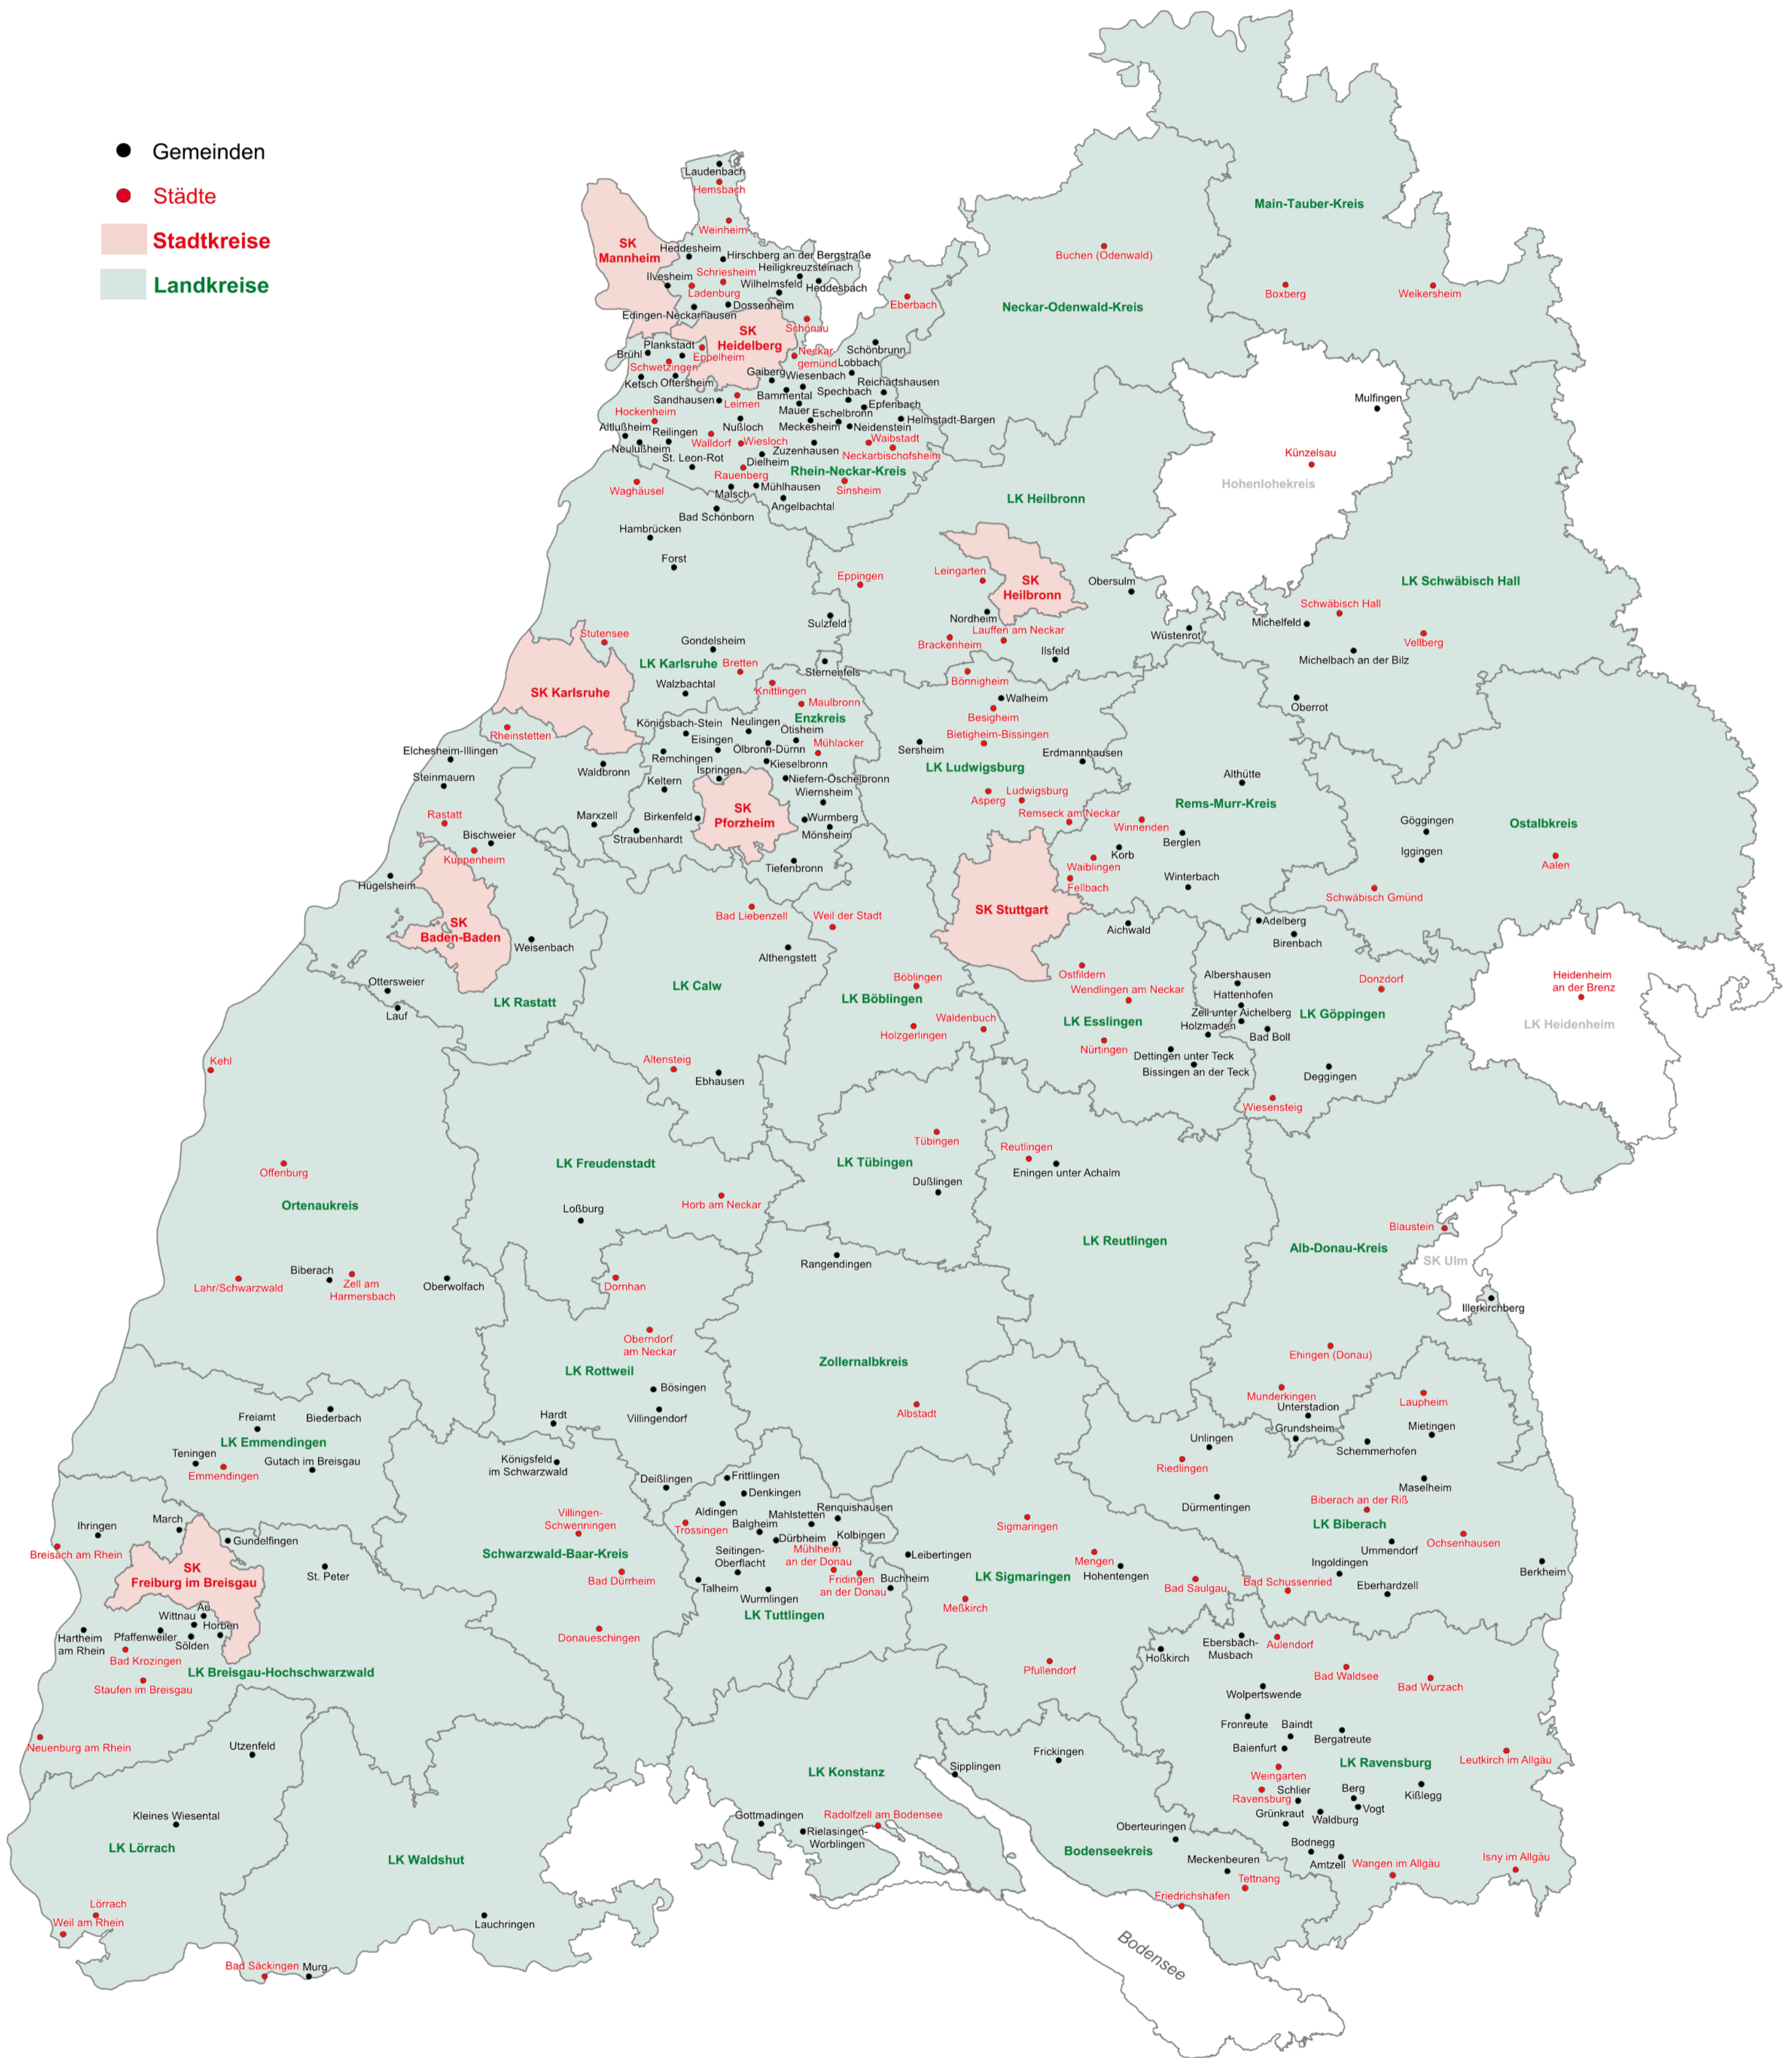 Gemeinden
Städte
Stadtkreise
Landkreise
Laudenbach
Hemsbach
Main-Tauber-Kreis
Weinheim
SK
Mannheim
Heddesheim
Hirschberg an der Bergstraße
Buchen (Odenwald)
Heiligkreuzsteinach
Ilvesheim
Schriesheim
Wilhelmsfeld
Heddesbach
Ladenburg
Boxberg
Weikersheim
Dossenheim
Eberbach
Neckar-Odenwald-Kreis
Edingen-Neckarhausen
Schönau
SK
Heidelberg
Plankstadt
Brühl
Eppelheim
Neckar-
gemünd
Schönbrunn
Schwetzingen
Lobbach
Ketsch
Oftersheim
Gaiberg
Wiesenbach
Reichartshausen
Bammental
Spechbach
Sandhausen
Leimen
Mauer
Epfenbach
Mulfingen
Hockenheim
Eschelbronn
Helmstadt-Bargen
Altlußheim
Reilingen
Nußloch
Meckesheim
Neidenstein
Neulußheim
Walldorf
Wiesloch
Waibstadt
Zuzenhausen
Neckarbischofsheim
St. Leon-Rot
Dielheim
Rhein-Neckar-Kreis
Künzelsau
Hohenlohekreis
Rauenberg
Waghäusel
Malsch
Mühlhausen
Sinsheim
LK Heilbronn
Angelbachtal
Bad Schönborn
Hambrücken
Forst
Eppingen
Leingarten
SK
Heilbronn
Obersulm
LK Schwäbisch Hall
Schwäbisch Hall
Nordheim
Michelfeld
Sulzfeld
Stutensee
Lauffen am Neckar
Wüstenrot
Vellberg
Gondelsheim
Brackenheim
Ilsfeld
Michelbach an der Bilz
LK Karlsruhe
Bretten
Sternenfels
Bönnigheim
SK Karlsruhe
Walzbachtal
Knittlingen
Maulbronn
Walheim
Oberrot
Besigheim
Enzkreis
Königsbach-Stein
Neulingen
Ötisheim
Bietigheim-Bissingen
Rheinstetten
Eisingen
Ölbronn-Dürrn
Mühlacker
Sersheim
Erdmannhausen
Elchesheim-Illingen
Remchingen
Kieselbronn
LK Ludwigsburg
Waldbronn
Ispringen
Niefern-Öschelbronn
Steinmauern
Keltern
Althütte
Asperg
Ludwigsburg
Rems-Murr-Kreis
SK
Pforzheim
Wiernsheim
Remseck am Neckar
Rastatt
Marxzell
Birkenfeld
Wurmberg
Winnenden
Göggingen
Ostalbkreis
Bischweier
Straubenhardt
Mönsheim
Berglen
Kuppenheim
Korb
Iggingen
Aalen
Tiefenbronn
Waiblingen
Hügelsheim
Fellbach
Winterbach
Schwäbisch Gmünd
SK
Baden-Baden
Bad Liebenzell
Weil der Stadt
SK Stuttgart
Aichwald
Adelberg
Birenbach
Weisenbach
Althengstett
Ottersweier
LK Calw
Böblingen
Ostfildern
Albershausen
Donzdorf
Heidenheim
an der Brenz
LK Rastatt
LK Böblingen
Wendlingen am Neckar
Hattenhofen
Lauf
Holzgerlingen
Waldenbuch
LK Esslingen
Zell unter Aichelberg
LK Göppingen
LK Heidenheim
Holzmaden
Bad Boll
Nürtingen
Dettingen unter Teck
Bissingen an der Teck
Kehl
Altensteig
Ebhausen
Deggingen
Wiesensteig
Tübingen
Reutlingen
Offenburg
LK Freudenstadt
LK Tübingen
Eningen unter Achalm
Dußlingen
Ortenaukreis
Loßburg
Horb am Neckar
Blaustein
LK Reutlingen
Alb-Donau-Kreis
SK Ulm
Rangendingen
Biberach
Lahr/Schwarzwald
Zell am
Harmersbach
Oberwolfach
Dornhan
Illerkirchberg
Oberndorf
am Neckar
Ehingen (Donau)
LK Rottweil
Zollernalbkreis
Bösingen
Munderkingen
Laupheim
Albstadt
Unterstadion
Freiamt
Biederbach
Hardt
Villingendorf
Grundsheim
Mietingen
LK Emmendingen
Unlingen
Schemmerhofen
Teningen
Gutach im Breisgau
Königsfeld
im Schwarzwald
Emmendingen
Deißlingen
Frittlingen
Riedlingen
Maselheim
Denkingen
Dürmentingen
Biberach an der Riß
Aldingen
Mahlstetten
Renquishausen
Ihringen
March
Villingen-
Schwenningen
Trossingen
Balgheim
Sigmaringen
LK Biberach
Gundelfingen
Dürbheim
Kolbingen
Breisach am Rhein
Schwarzwald-Baar-Kreis
Seitingen-
Oberflacht
Mühlheim
an der Donau
Leibertingen
Mengen
Ummendorf
Ochsenhausen
SK
Freiburg im Breisgau
St. Peter
Bad Dürrheim
Talheim
Fridingen
an der Donau
Buchheim
LK Sigmaringen
Hohentengen
Ingoldingen
Berkheim
Wurmlingen
Bad Saulgau
Bad Schussenried
Eberhardzell
Au
Wittnau
Horben
LK Tuttlingen
Meßkirch
Hartheim
am Rhein
Pfaffenweiler
Sölden
Donaueschingen
Bad Krozingen
Hoßkirch
Ebersbach-
Musbach
Aulendorf
LK Breisgau-Hochschwarzwald
Pfullendorf
Bad Waldsee
Bad Wurzach
Staufen im Breisgau
Wolpertswende
Neuenburg am Rhein
Utzenfeld
Fronreute
Baindt
Bergatreute
Frickingen
Baienfurt
LK Ravensburg
Leutkirch im Allgäu
Sipplingen
LK Konstanz
Weingarten
Kleines Wiesental
Gottmadingen
Radolfzell am Bodensee
Ravensburg
Schlier
Berg
Kißlegg
Rielasingen-
Worblingen
Grünkraut
Waldburg
Vogt
LK Lörrach
LK Waldshut
Oberteuringen
Bodenseekreis
Bodnegg
Meckenbeuren
Amtzell
Wangen im Allgäu
Isny im Allgäu
Tettnang
Lörrach
Friedrichshafen
Weil am Rhein
Lauchringen
Bodensee
Bad Säckingen
Murg